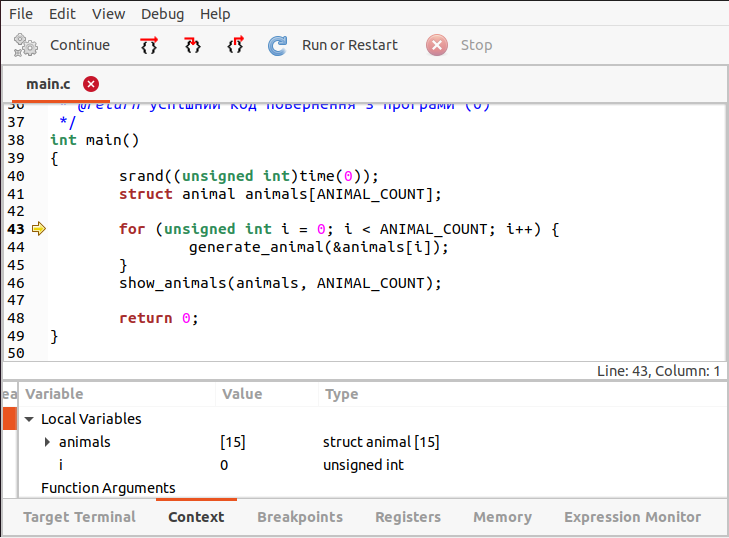 File Edit View Debug Help
Continue Run or Restart Stop
main.c
36 * @return успішний код повернення з програми (0)
37 */
38 int main()
39 {
40 srand((unsigned int)time(0));
41 struct animal animals[ANIMAL_COUNT];
42
43 for (unsigned int i = 0; i < ANIMAL_COUNT; i++) {
44 generate_animal(&animals[i]);
45 }
46 show_animals(animals, ANIMAL_COUNT);
47
48 return 0;
49 }
50
Line: 43, Column: 1
Variable Value Type
Local Variables
animals [15] struct animal [15]
i 0 unsigned int
Function Arguments
Target Terminal Context Breakpoints Registers Memory Expression Monitor